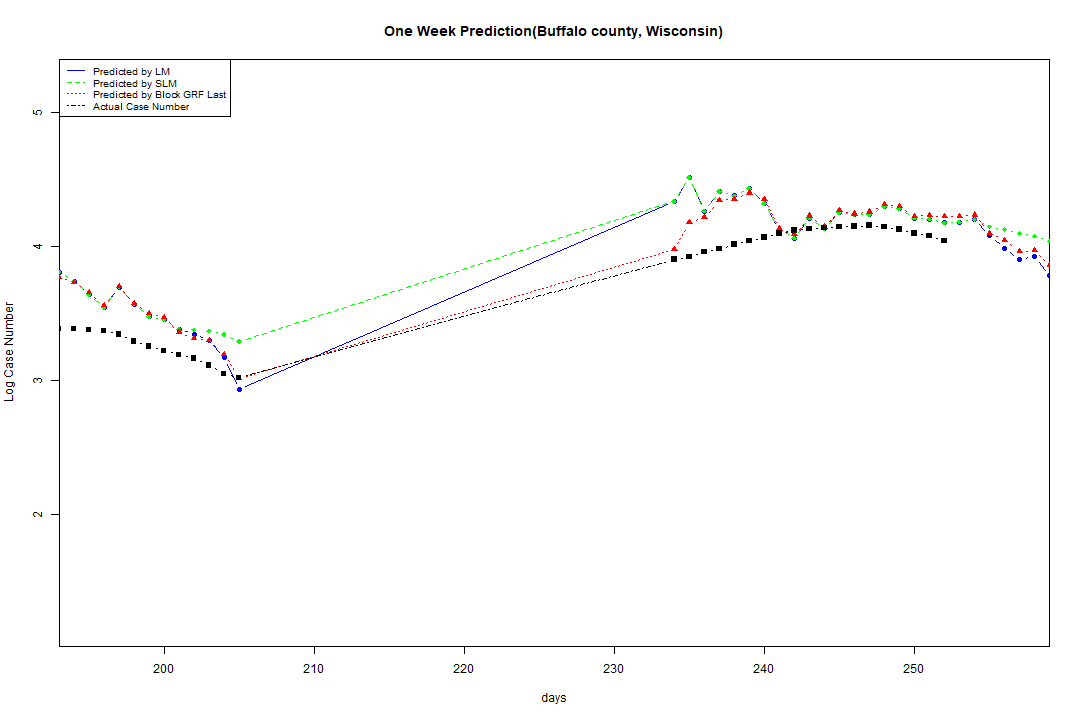 One Week Prediction(Buffalo county, Wisconsin)
Predicted by LM
Predicted by SLM
Predicted by Block GRF Last
Actual Case Number
5
4
3
2
Log Case Number
200 210 220 230 240 250
days